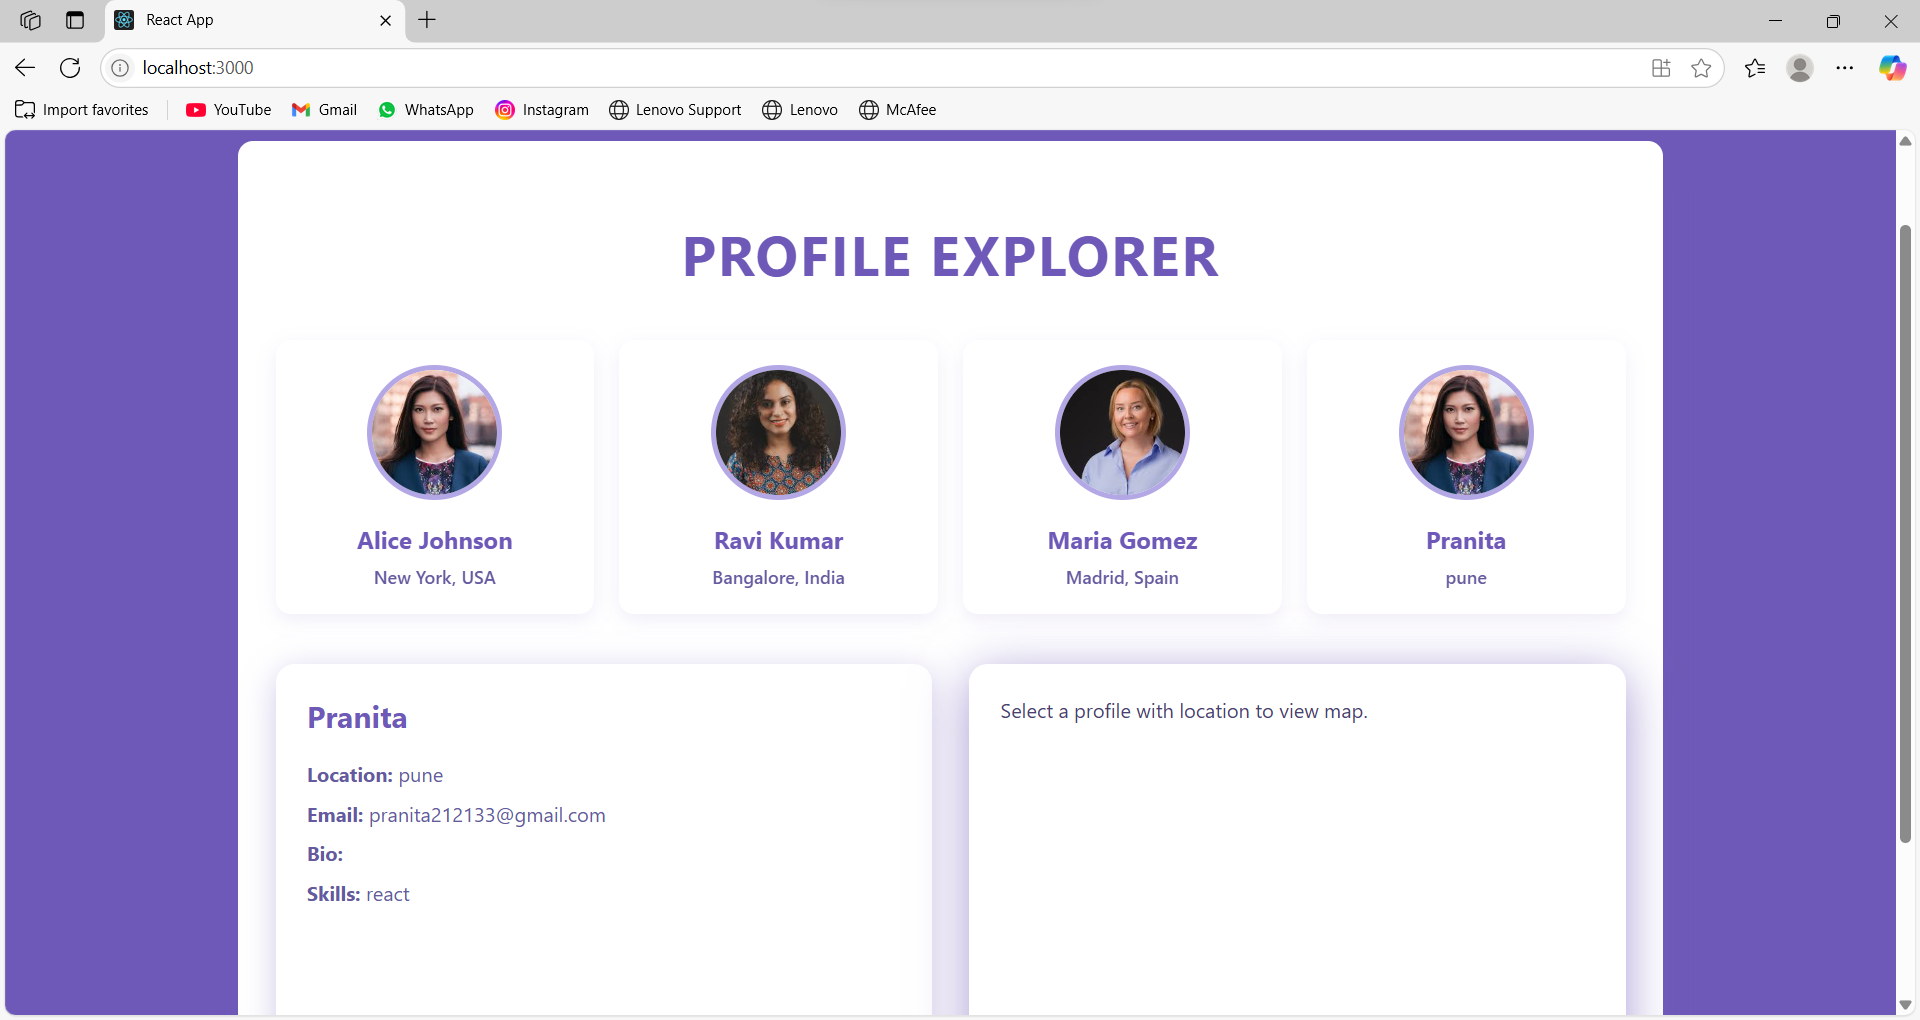 React App
localhost:3000
Import favorites YouTube Gmail WhatsApp Instagram Lenovo Support Lenovo McAfee
PROFILE EXPLORER
Alice Johnson
New York, USA
Ravi Kumar
Bangalore, India
Maria Gomez
Madrid, Spain
Pranita
pune
Pranita
Location: pune
Email: pranita212133@gmail.com
Bio:
Skills: react
Select a profile with location to view map.